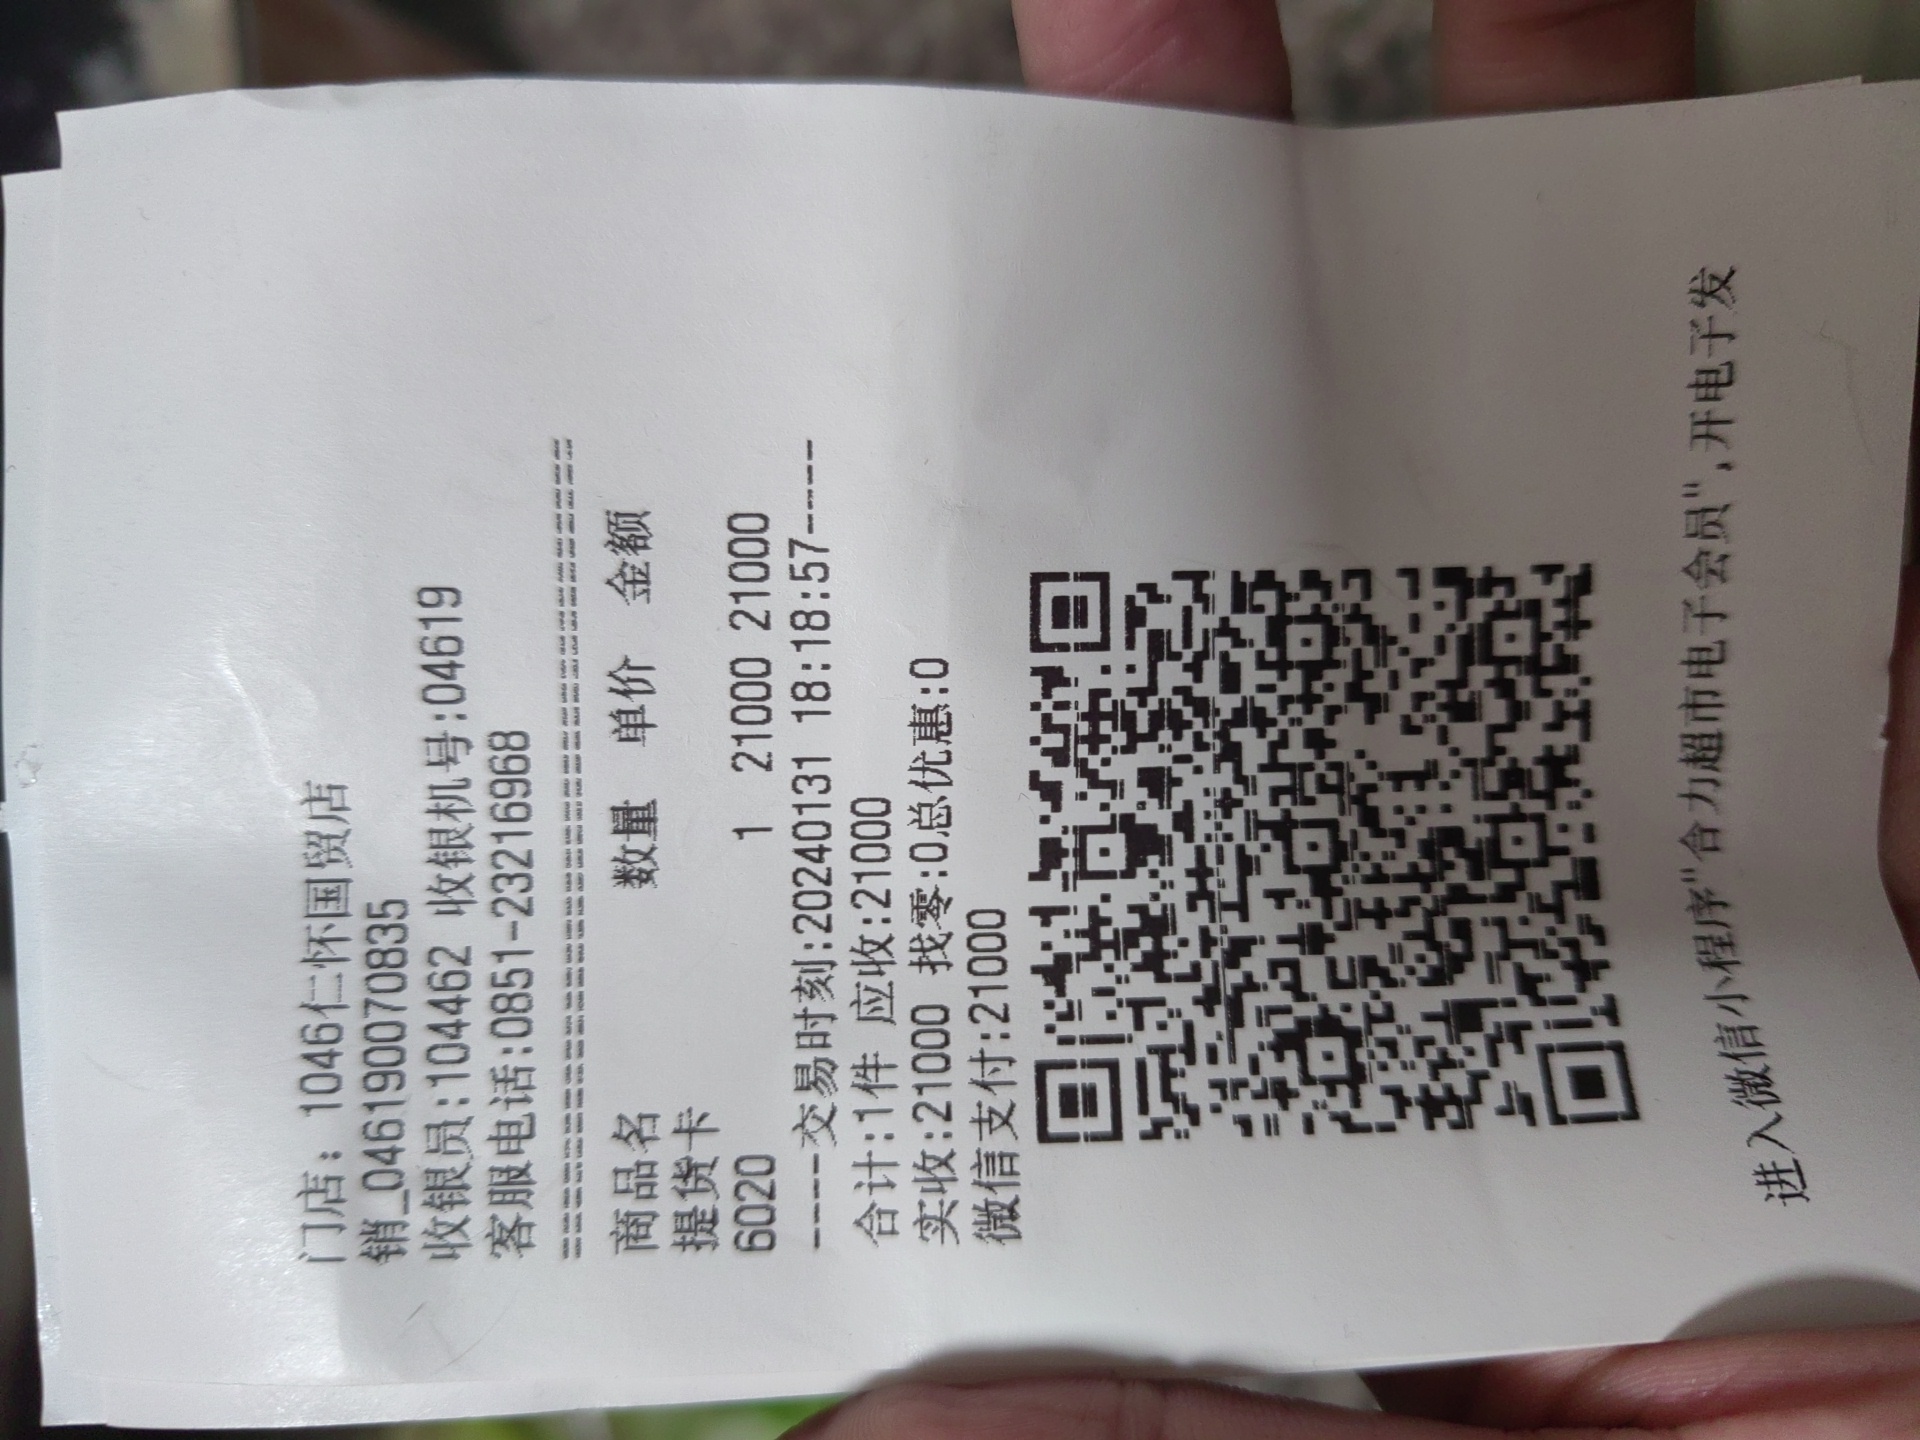 门店: 1046仁怀国贸店
销_046190070835
收银员:104462 收银机号:04619
客服电话:0851-23216968
==============================
商品名 数量 单价 金额
提货卡
6020 1 21000 21000
----交易时刻:20240131 18:18:57-----
合计:1件 应收:21000
实收:21000 找零:0总优惠:0
微信支付:21000
进入微信小程序"合力超市电子会员",开电子发